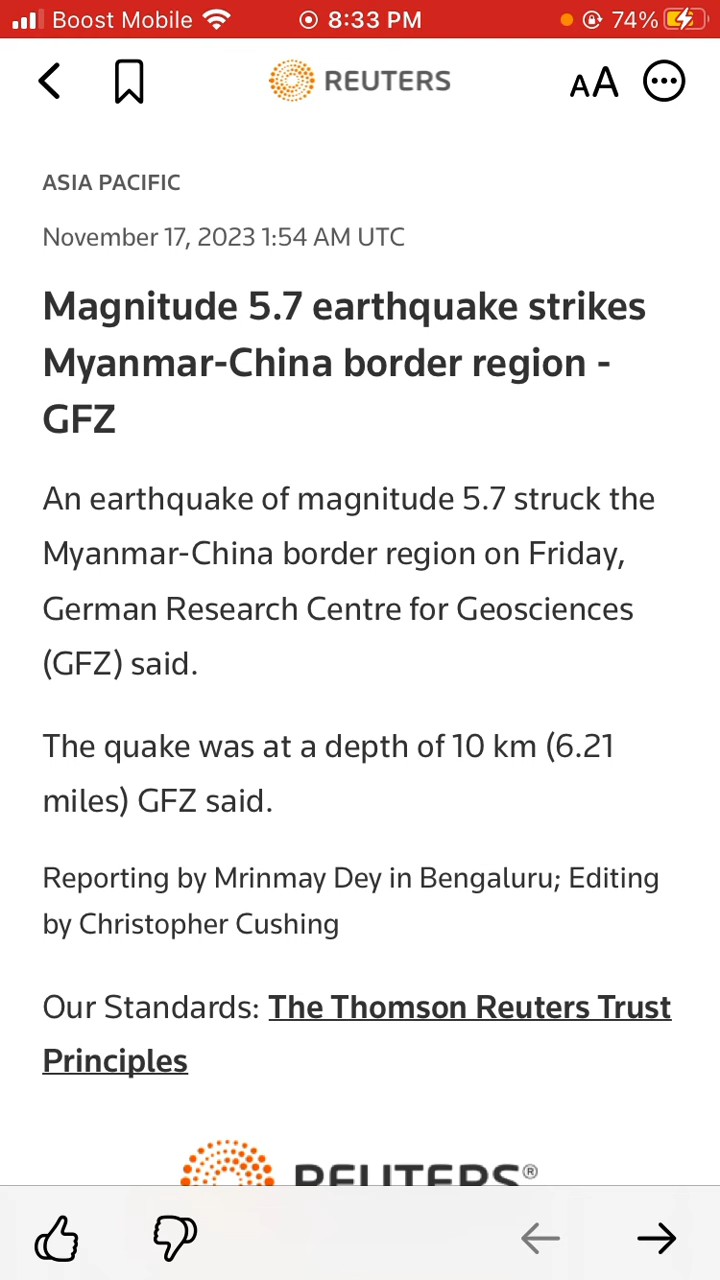 Boost Mobile 8:33 PM 74%
REUTERS AA
ASIA PACIFIC
November 17, 2023 1:54 AM UTC
Magnitude 5.7 earthquake strikes
Myanmar-China border region -
GFZ
An earthquake of magnitude 5.7 struck the
Myanmar-China border region on Friday,
German Research Centre for Geosciences
(GFZ) said.
The quake was at a depth of 10 km (6.21
miles) GFZ said.
Reporting by Mrinmay Dey in Bengaluru; Editing
by Christopher Cushing
Our Standards: The Thomson Reuters Trust
Principles
REUTERS®